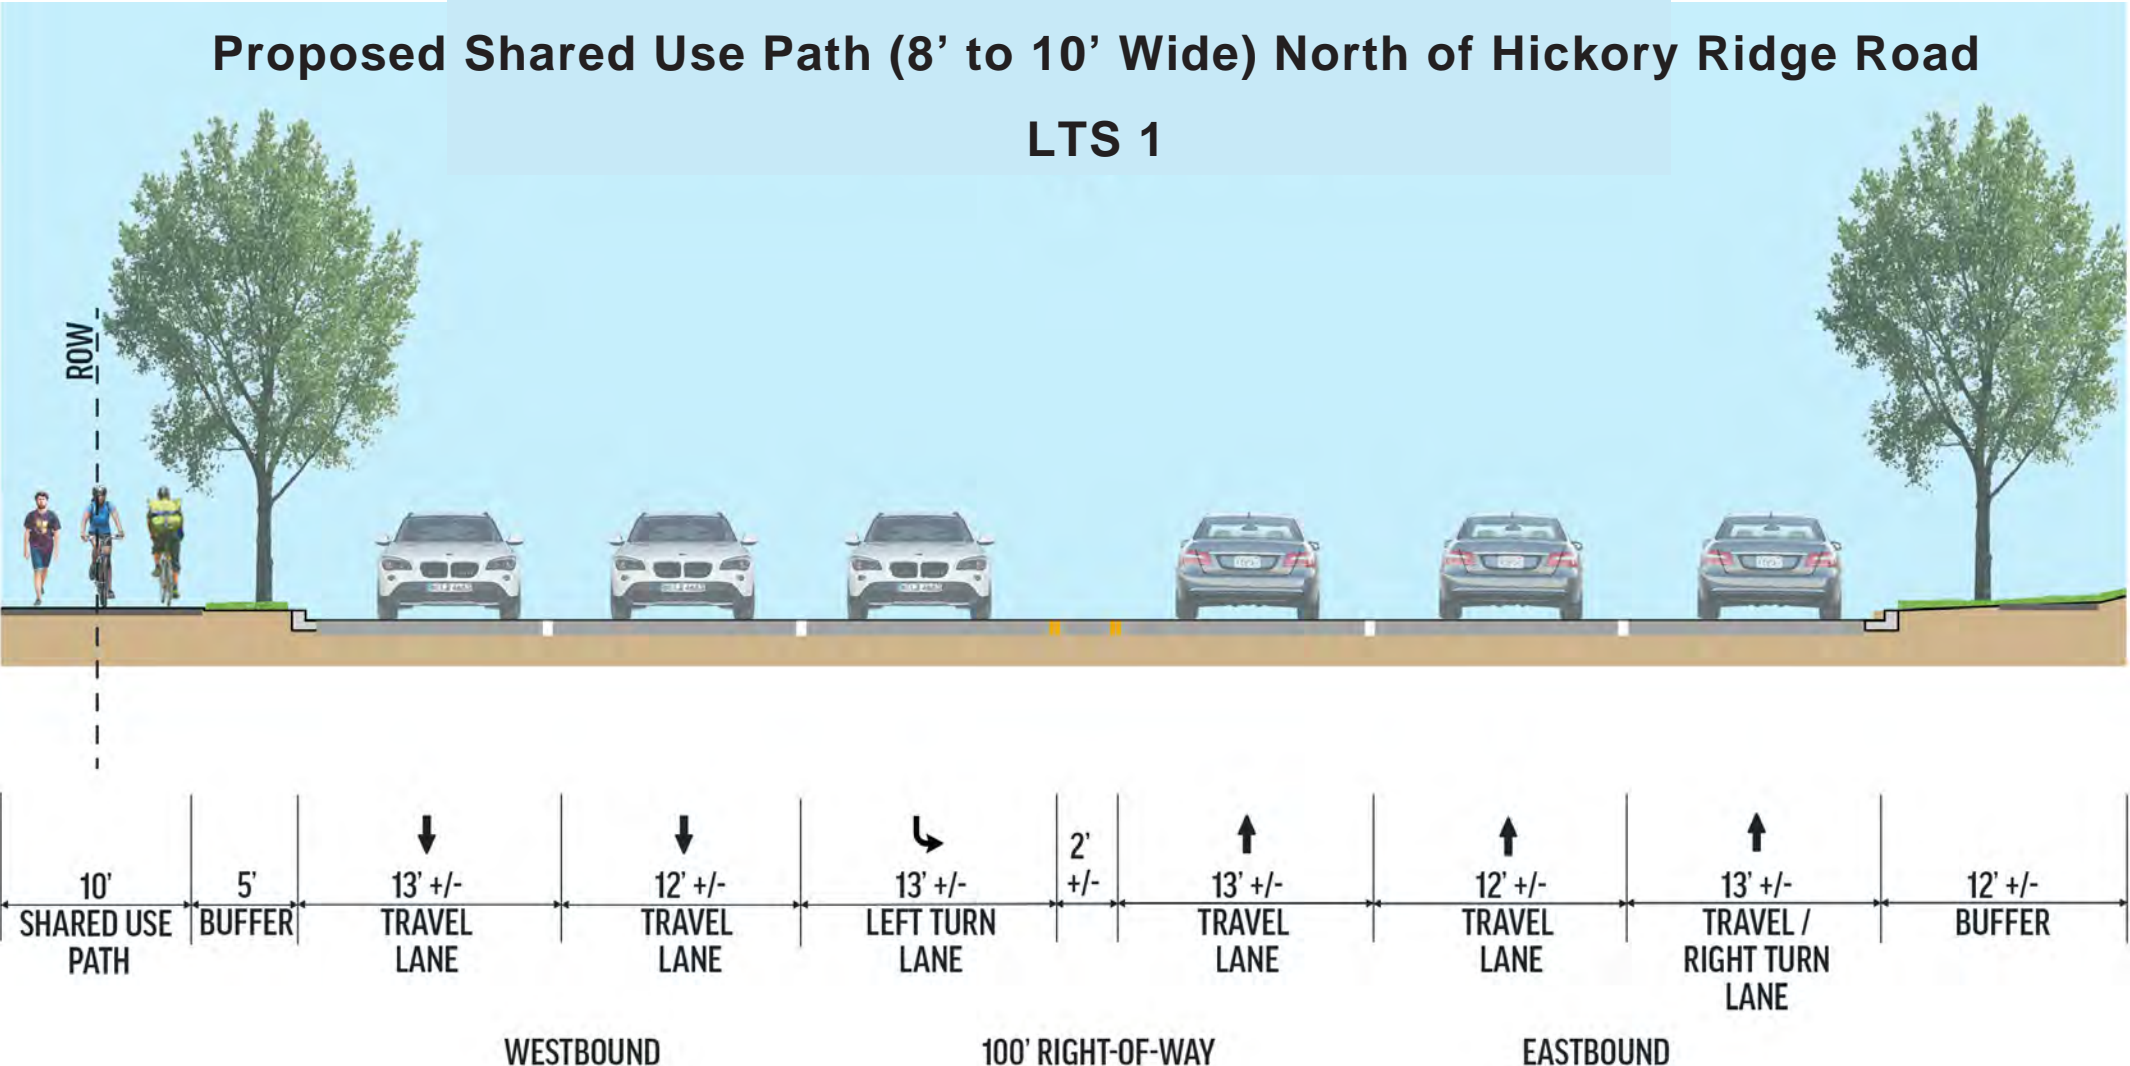 Proposed Shared Use Path (8’ to 10’ Wide) North of Hickory Ridge Road
LTS 1
ROW
10’
SHARED USE
PATH
5’
BUFFER
13’ +/-
TRAVEL
LANE
12’ +/-
TRAVEL
LANE
13’ +/-
LEFT TURN
LANE
2’
+/-
13’ +/-
TRAVEL
LANE
12’ +/-
TRAVEL
LANE
13’ +/-
TRAVEL /
RIGHT TURN
LANE
12’ +/-
BUFFER
WESTBOUND
100’ RIGHT-OF-WAY
EASTBOUND